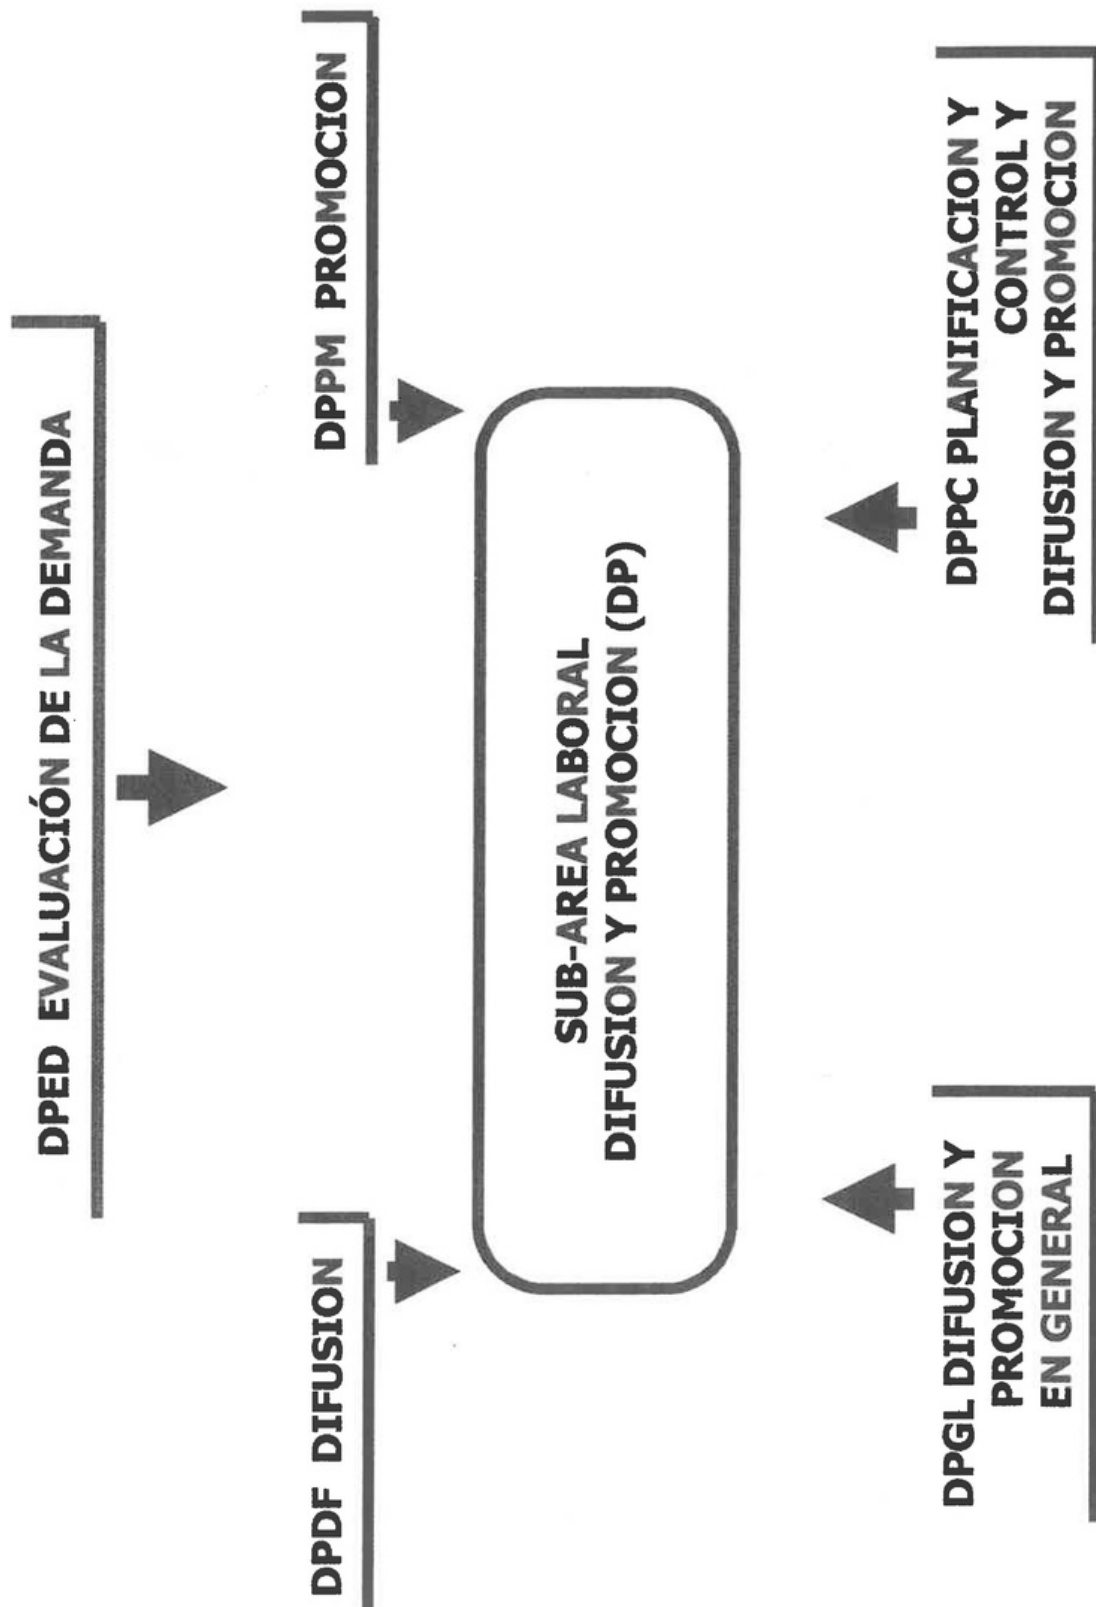 DPED EVALUACIÓN DE LA DEMANDA
DPDF DIFUSION
DPPM PROMOCION
SUB-AREA LABORAL
DIFUSION Y PROMOCION (DP)
DPGL DIFUSION Y
PROMOCION
EN GENERAL
DPPC PLANIFICACION Y
CONTROL Y
DIFUSION Y PROMOCION